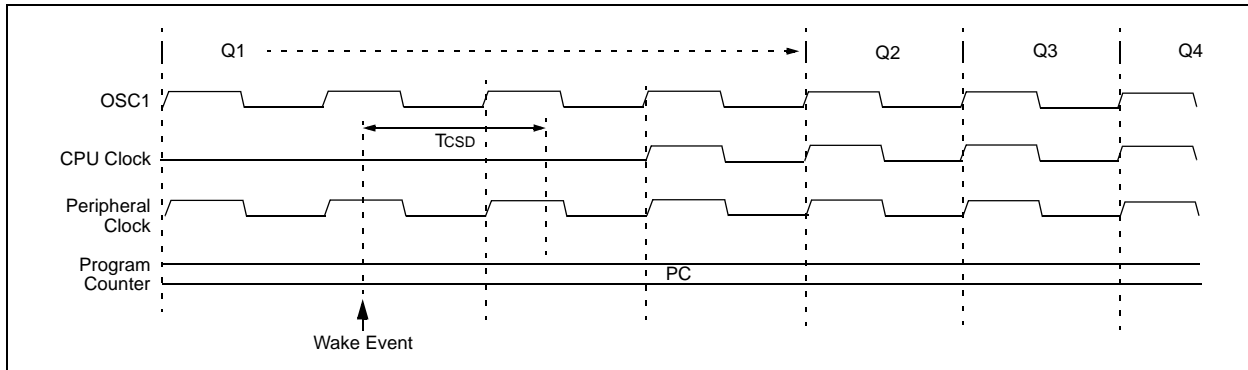 Q1
Q2
Q3
Q4
OSC1
TCSD
CPU Clock
Peripheral
Clock
Program
Counter
PC
Wake Event